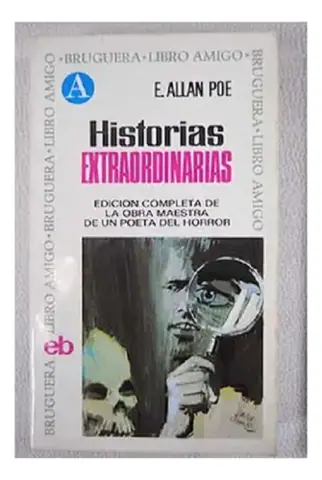 BRUGUERA · LIBRO AMIGO ·
BRUGUERA · LIBRO AMIGO
BRUGUERA · LIBRO AMIGO · BRUGUERA · LIBRO AMIGO
A
E. ALLAN POE
Historias
EXTRAORDINARIAS
EDICION COMPLETA DE
LA OBRA MAESTRA
DE UN POETA DEL HORROR
eb